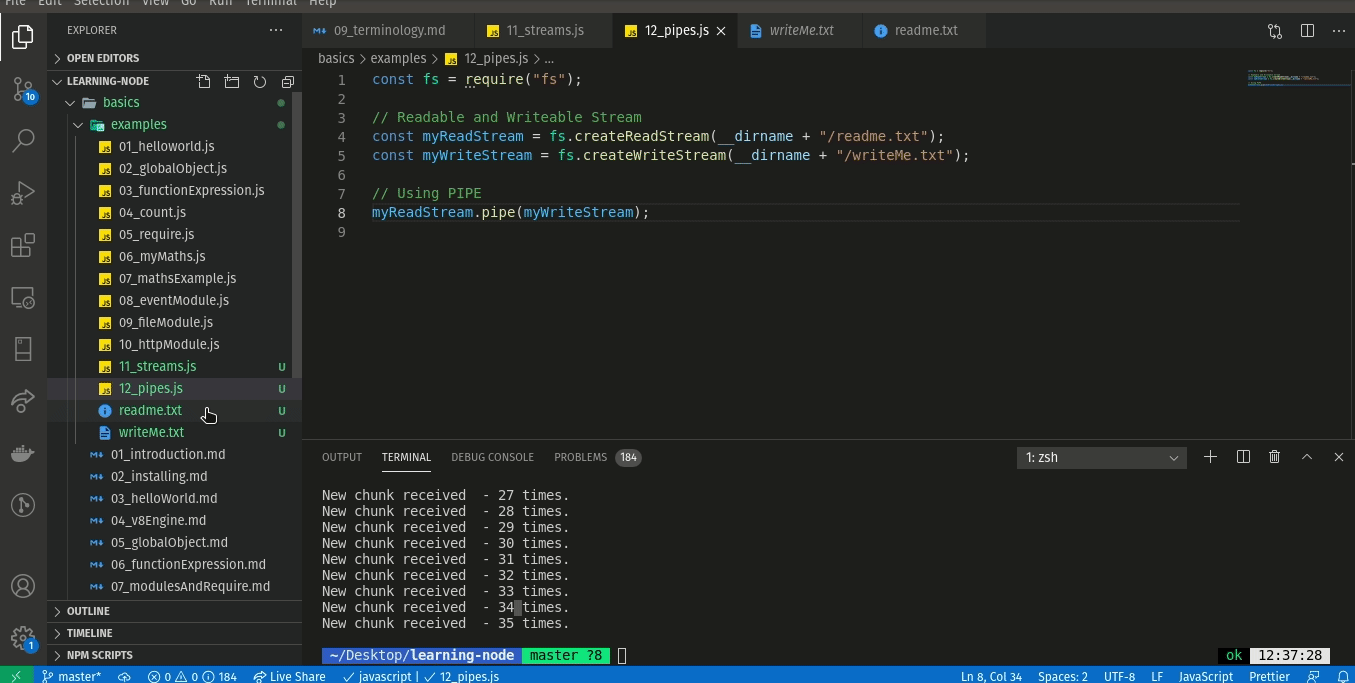 File Edit Selection View Go Run Terminal Help
EXPLORER
OPEN EDITORS
LEARNING-NODE
basics
examples
01_helloworld.js
02_globalObject.js
03_functionExpression.js
04_count.js
05_require.js
06_myMaths.js
07_mathsExample.js
08_eventModule.js
09_fileModule.js
10_httpModule.js
11_streams.js U
12_pipes.js U
readme.txt U
writeMe.txt U
01_introduction.md
02_installing.md
03_helloWorld.md
04_v8Engine.md
05_globalObject.md
06_functionExpression.md
07_modulesAndRequire.md
OUTLINE
TIMELINE
NPM SCRIPTS
10
1
09_terminology.md 11_streams.js 12_pipes.js writeMe.txt readme.txt
basics > examples > 12_pipes.js > ...
1 const fs = require("fs");
2
3 // Readable and Writeable Stream
4 const myReadStream = fs.createReadStream(__dirname + "/readme.txt");
5 const myWriteStream = fs.createWriteStream(__dirname + "/writeMe.txt");
6
7 // Using PIPE
8 myReadStream.pipe(myWriteStream);
9
OUTPUT TERMINAL DEBUG CONSOLE PROBLEMS 184 1: zsh
New chunk received  - 27 times.
New chunk received  - 28 times.
New chunk received  - 29 times.
New chunk received  - 30 times.
New chunk received  - 31 times.
New chunk received  - 32 times.
New chunk received  - 33 times.
New chunk received  - 34 times.
New chunk received  - 35 times.
~/Desktop/learning-node master ?8 ok 12:37:28
master* 0 0 184 Live Share javascript | 12_pipes.js Ln 8, Col 34 Spaces: 2 UTF-8 LF JavaScript Prettier